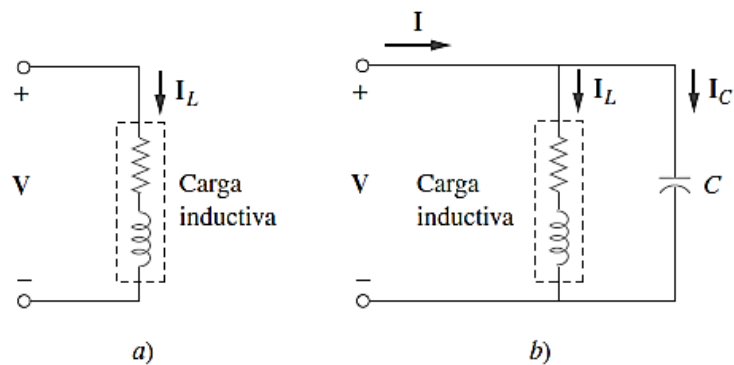 I_L
+
V
Carga
inductiva
−
a)
I
I_L
I_C
+
V
Carga
inductiva
C
−
b)